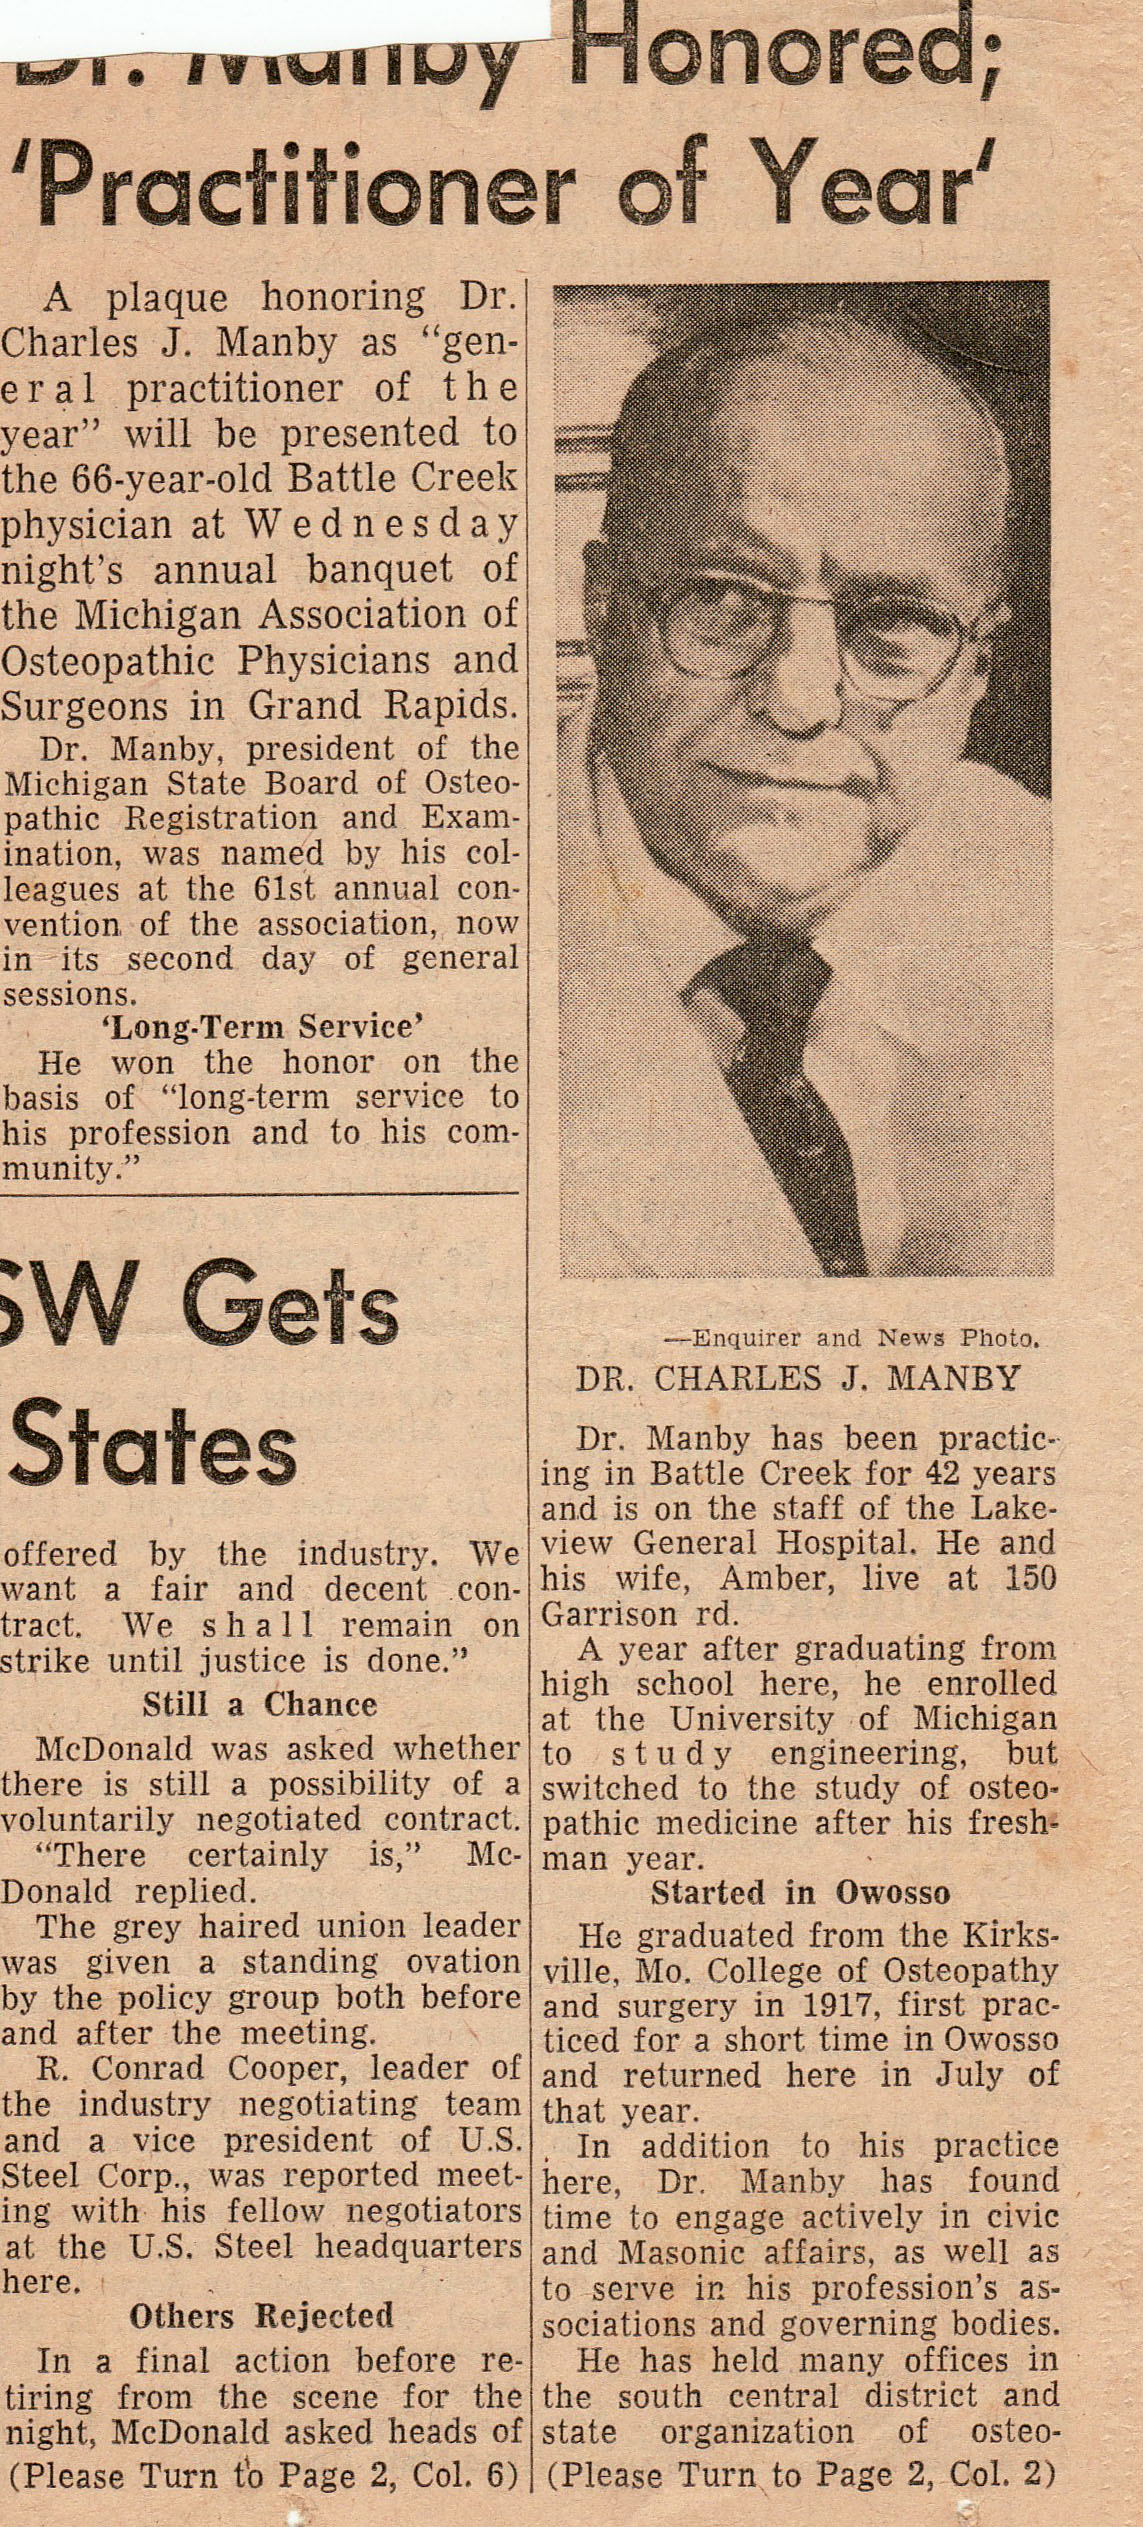 Dr. Manby Honored;
‘Practitioner of Year‘
A plaque honoring Dr.
Charles J. Manby as “gen-
eral practitioner of the
year” will be presented to
the 66-year-old Battle Creek
physician at Wednesday
night’s annual banquet of
the Michigan Association of
Osteopathic Physicians and
Surgeons in Grand Rapids.
Dr. Manby, president of the
Michigan State Board of Osteo-
pathic Registration and Exam-
ination, was named by his col-
leagues at the 61st annual con-
vention of the association, now
in its second day of general
sessions.
‘Long-Term Service’
He won the honor on the
basis of “long-term service to
his profession and to his com-
munity.”
—Enquirer and News Photo.
DR. CHARLES J. MANBY
Dr. Manby has been practic-
ing in Battle Creek for 42 years
and is on the staff of the Lake-
view General Hospital. He and
his wife, Amber, live at 150
Garrison rd.
A year after graduating from
high school here, he enrolled
at the University of Michigan
to study engineering, but
switched to the study of osteo-
pathic medicine after his fresh-
man year.
Started in Owosso
He graduated from the Kirks-
ville, Mo. College of Osteopathy
and surgery in 1917, first prac-
ticed for a short time in Owosso
and returned here in July of
that year.
In addition to his practice
here, Dr. Manby has found
time to engage actively in civic
and Masonic affairs, as well as
to serve in his profession’s as-
sociations and governing bodies.
He has held many offices in
the south central district and
state organization of osteo-
(Please Turn to Page 2, Col. 2)
SW Gets
States
offered by the industry. We
want a fair and decent con-
tract. We shall remain on
strike until justice is done.”
Still a Chance
McDonald was asked whether
there is still a possibility of a
voluntarily negotiated contract.
“There certainly is,” Mc-
Donald replied.
The grey haired union leader
was given a standing ovation
by the policy group both before
and after the meeting.
R. Conrad Cooper, leader of
the industry negotiating team
and a vice president of U.S.
Steel Corp., was reported meet-
ing with his fellow negotiators
at the U.S. Steel headquarters
here.
Others Rejected
In a final action before re-
tiring from the scene for the
night, McDonald asked heads of
(Please Turn to Page 2, Col. 6)